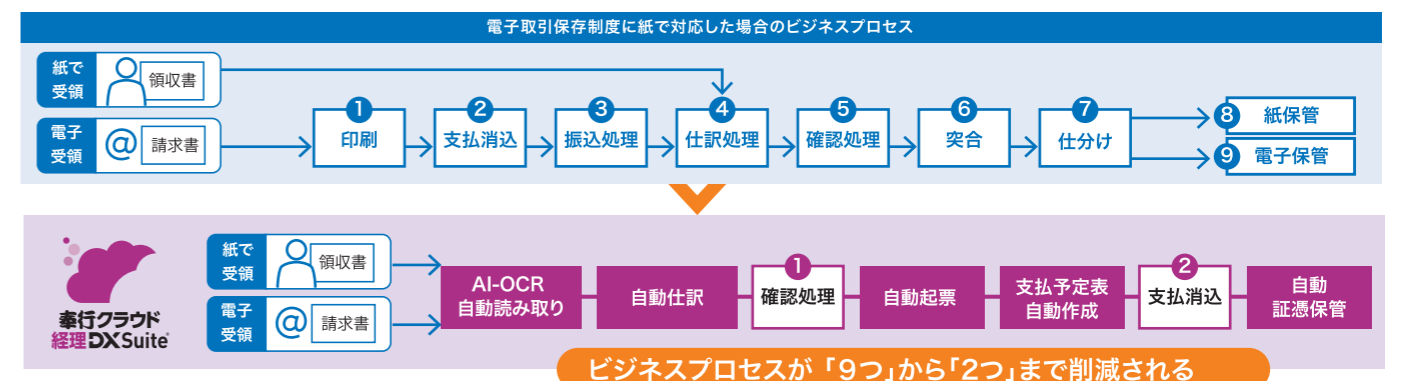 電子取引保存制度に紙で対応した場合のビジネスプロセス
紙で
受領
領収書
電子
受領
@
請求書
1
印刷
2
支払消込
3
振込処理
4
仕訳処理
5
確認処理
6
突合
7
仕分け
8
紙保管
9
電子保管
奉行クラウド
経理DX Suite
紙で
受領
領収書
電子
受領
@
請求書
AI-OCR
自動読み取り
自動仕訳
1
確認処理
自動起票
支払予定表
自動作成
2
支払消込
自動
証憑保管
ビジネスプロセスが「9つ」から「2つ」まで削減される